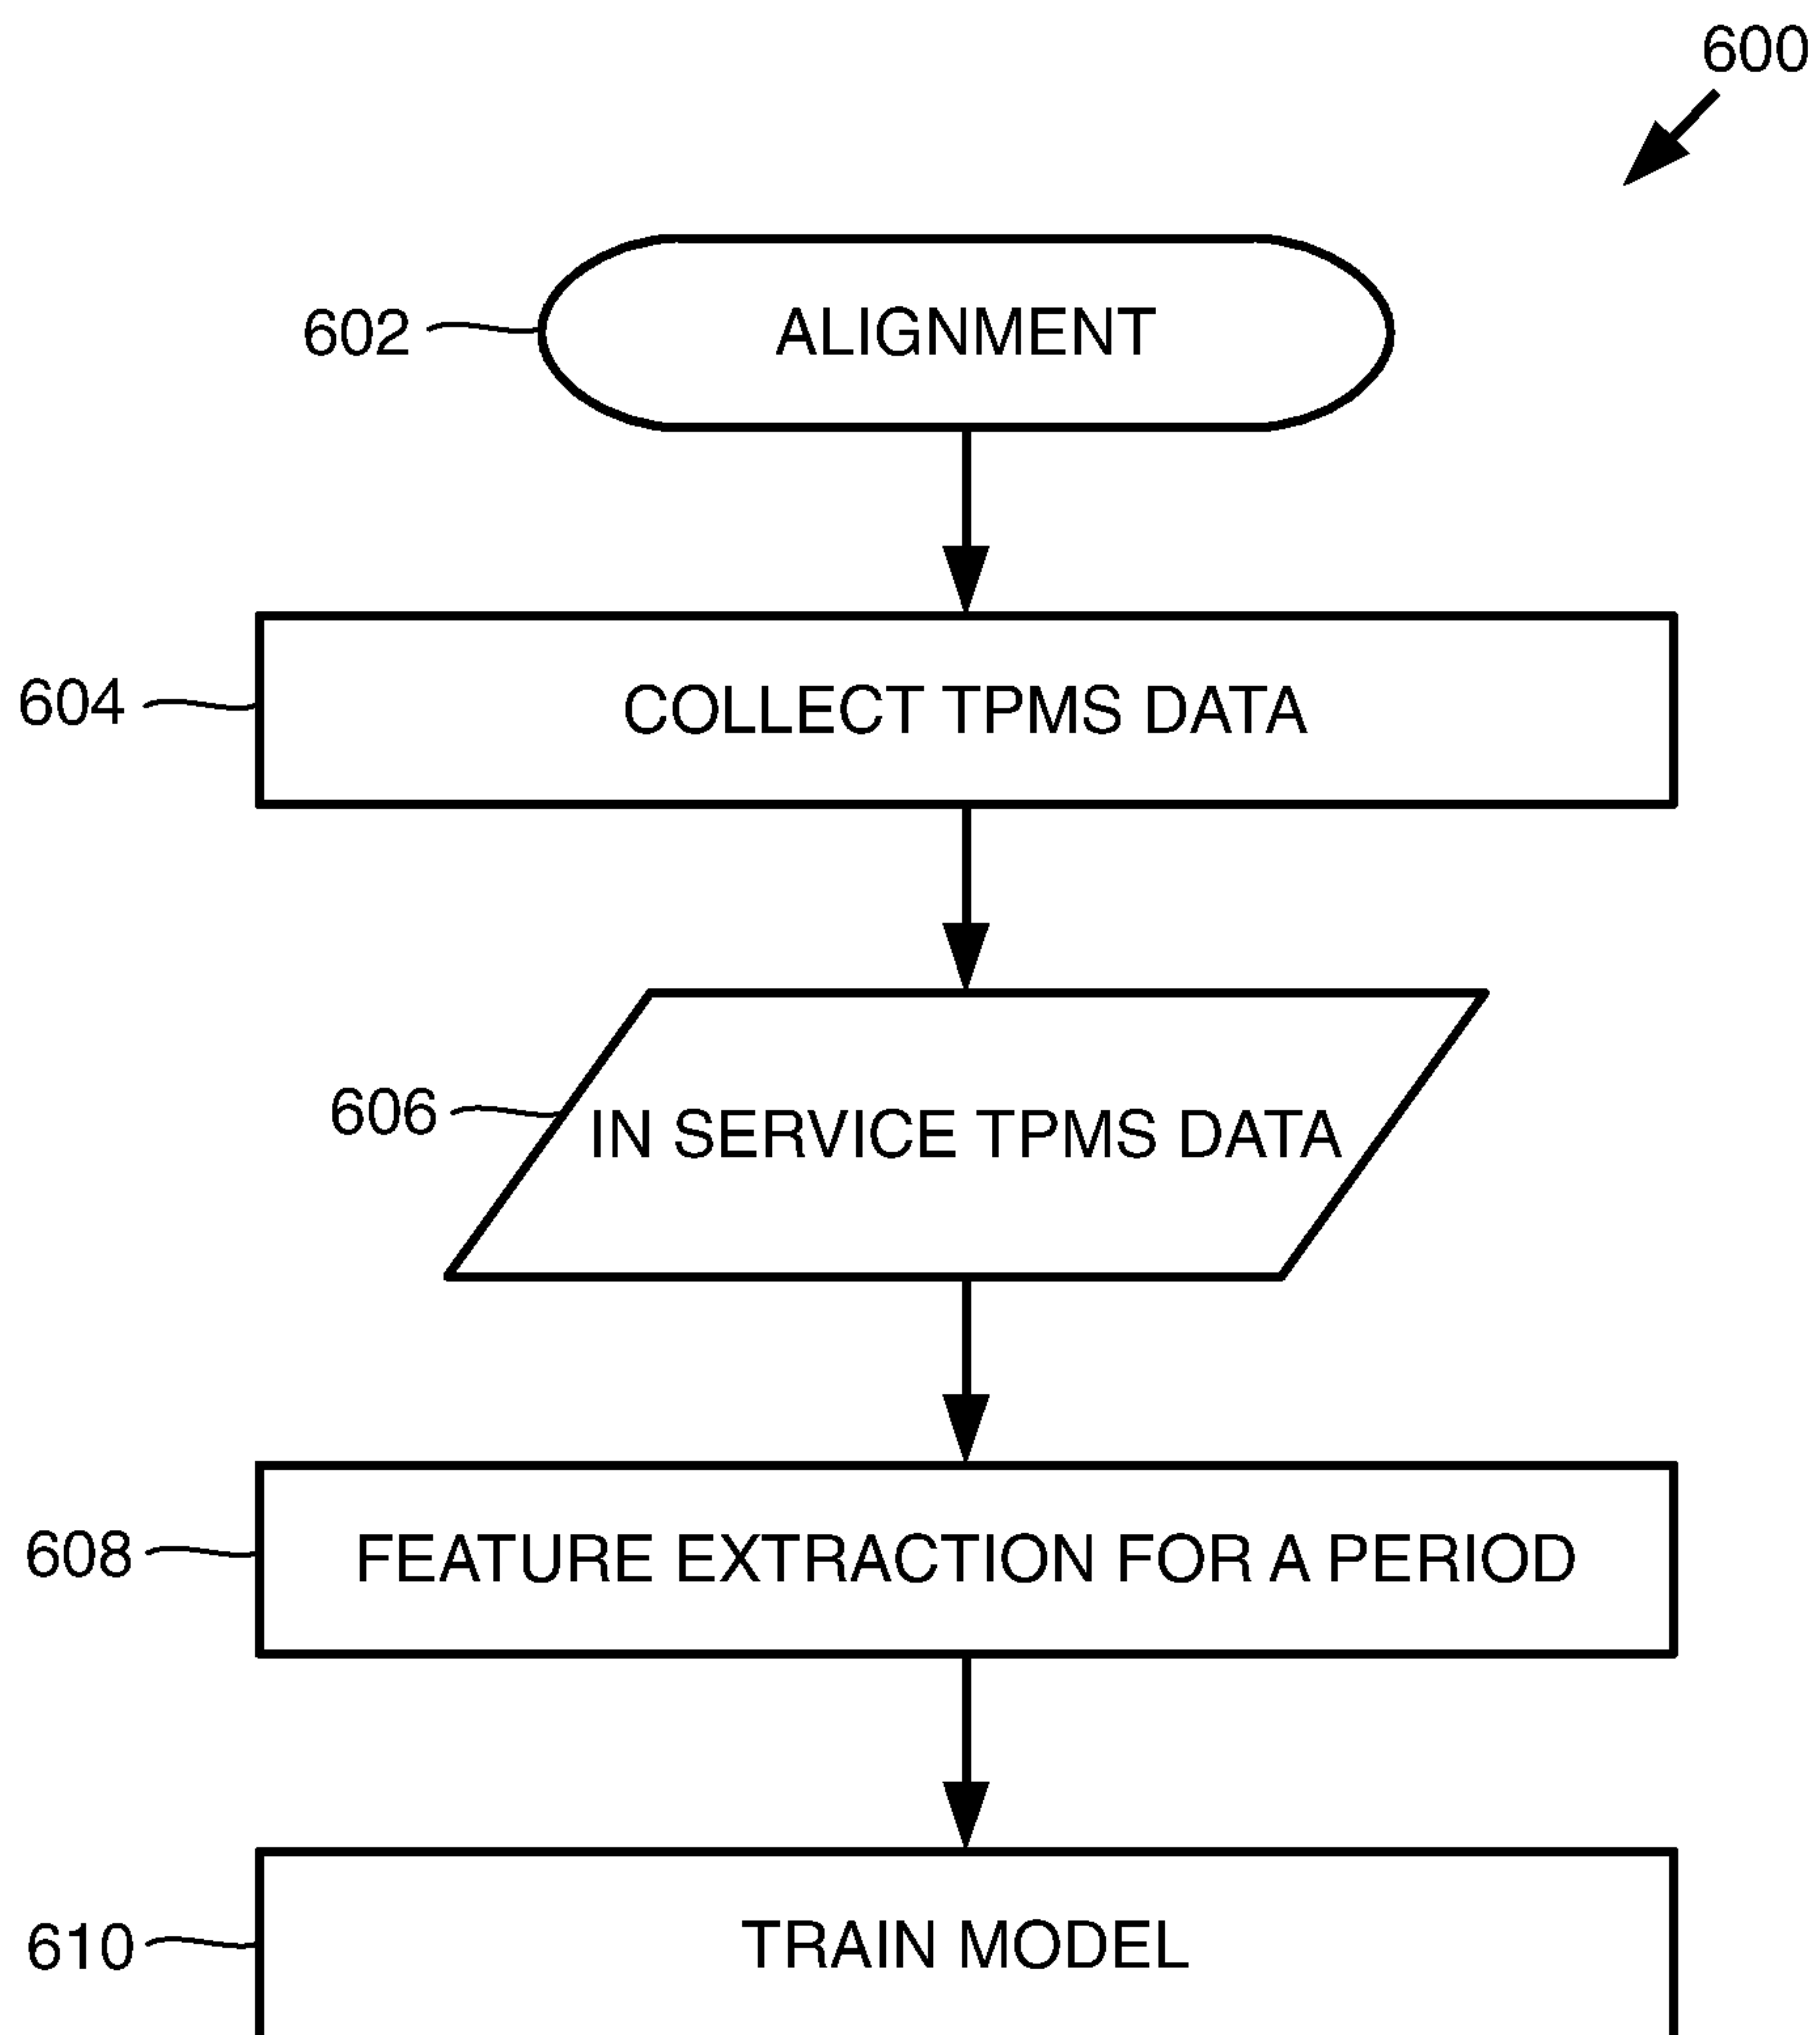 600
602
ALIGNMENT
604
COLLECT TPMS DATA
606
IN SERVICE TPMS DATA
608
FEATURE EXTRACTION FOR A PERIOD
610
TRAIN MODEL